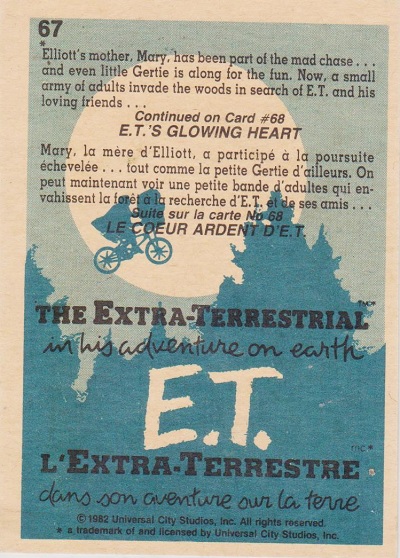 67
*
Elliott's mother, Mary, has been part of the mad chase . . .
and even little Gertie is along for the fun. Now, a small
army of adults invade the woods in search of E.T. and his
loving friends . . .
Continued on Card #68
E.T.'S GLOWING HEART
Mary, la mère d'Elliott, a participé à la poursuite
échevelée . . . tout comme la petite Gertie d'ailleurs. On
peut maintenant voir une petite bande d'adultes qui en-
vahissent la forêt à la recherche d'E.T. et de ses amis . . .
Suite sur la carte No 68
LE COEUR ARDENT D'E.T.
THE EXTRA-TERRESTRIAL
in his adventure on earth
E.T.
L'EXTRA-TERRESTRE
dans son aventure sur la terre
©1982 Universal City Studios, Inc. All rights reserved.
* a trademark of and licensed by Universal City Studios, Inc.